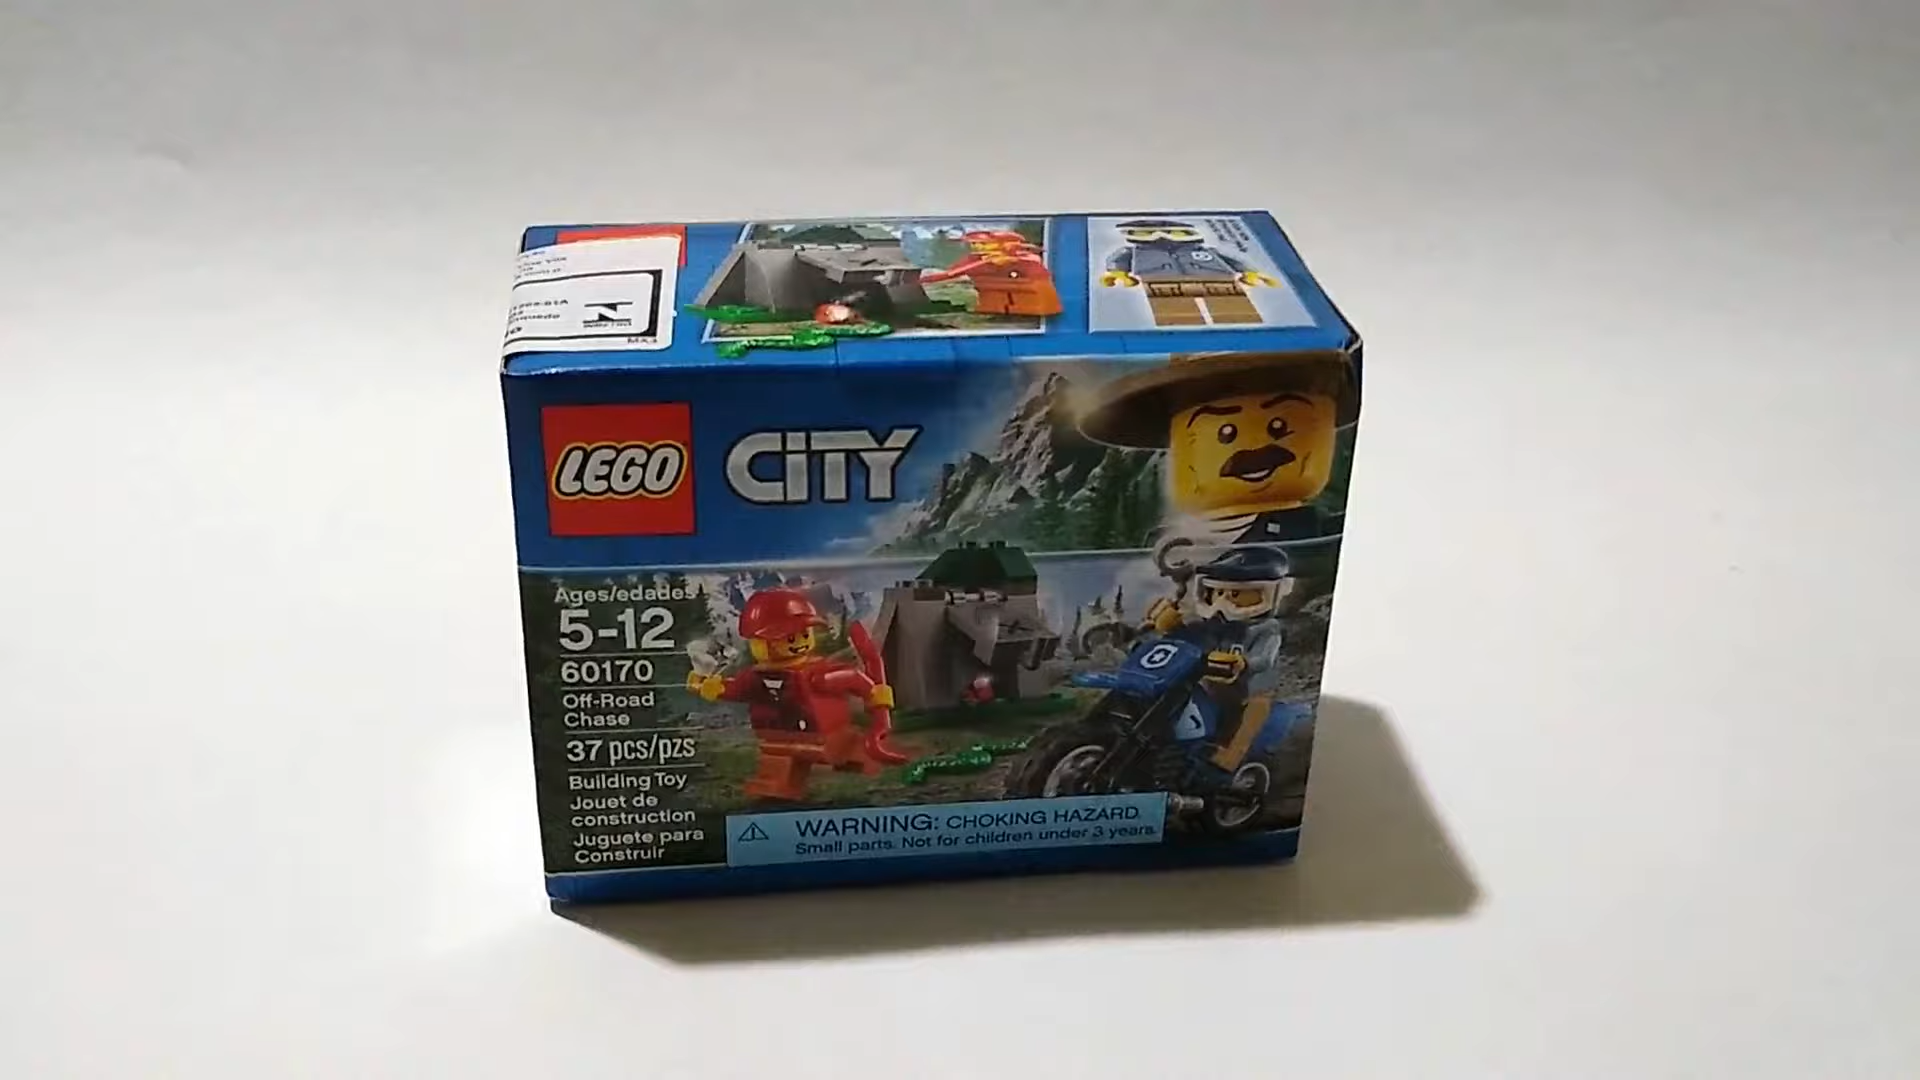 LEGO
CITY
Ages/edades
5-12
60170
Off-Road
Chase
37 pcs/pzs
Building Toy
Jouet de
construction
Juguete para
Construir
WARNING: CHOKING HAZARD.
Small parts. Not for children under 3 years.